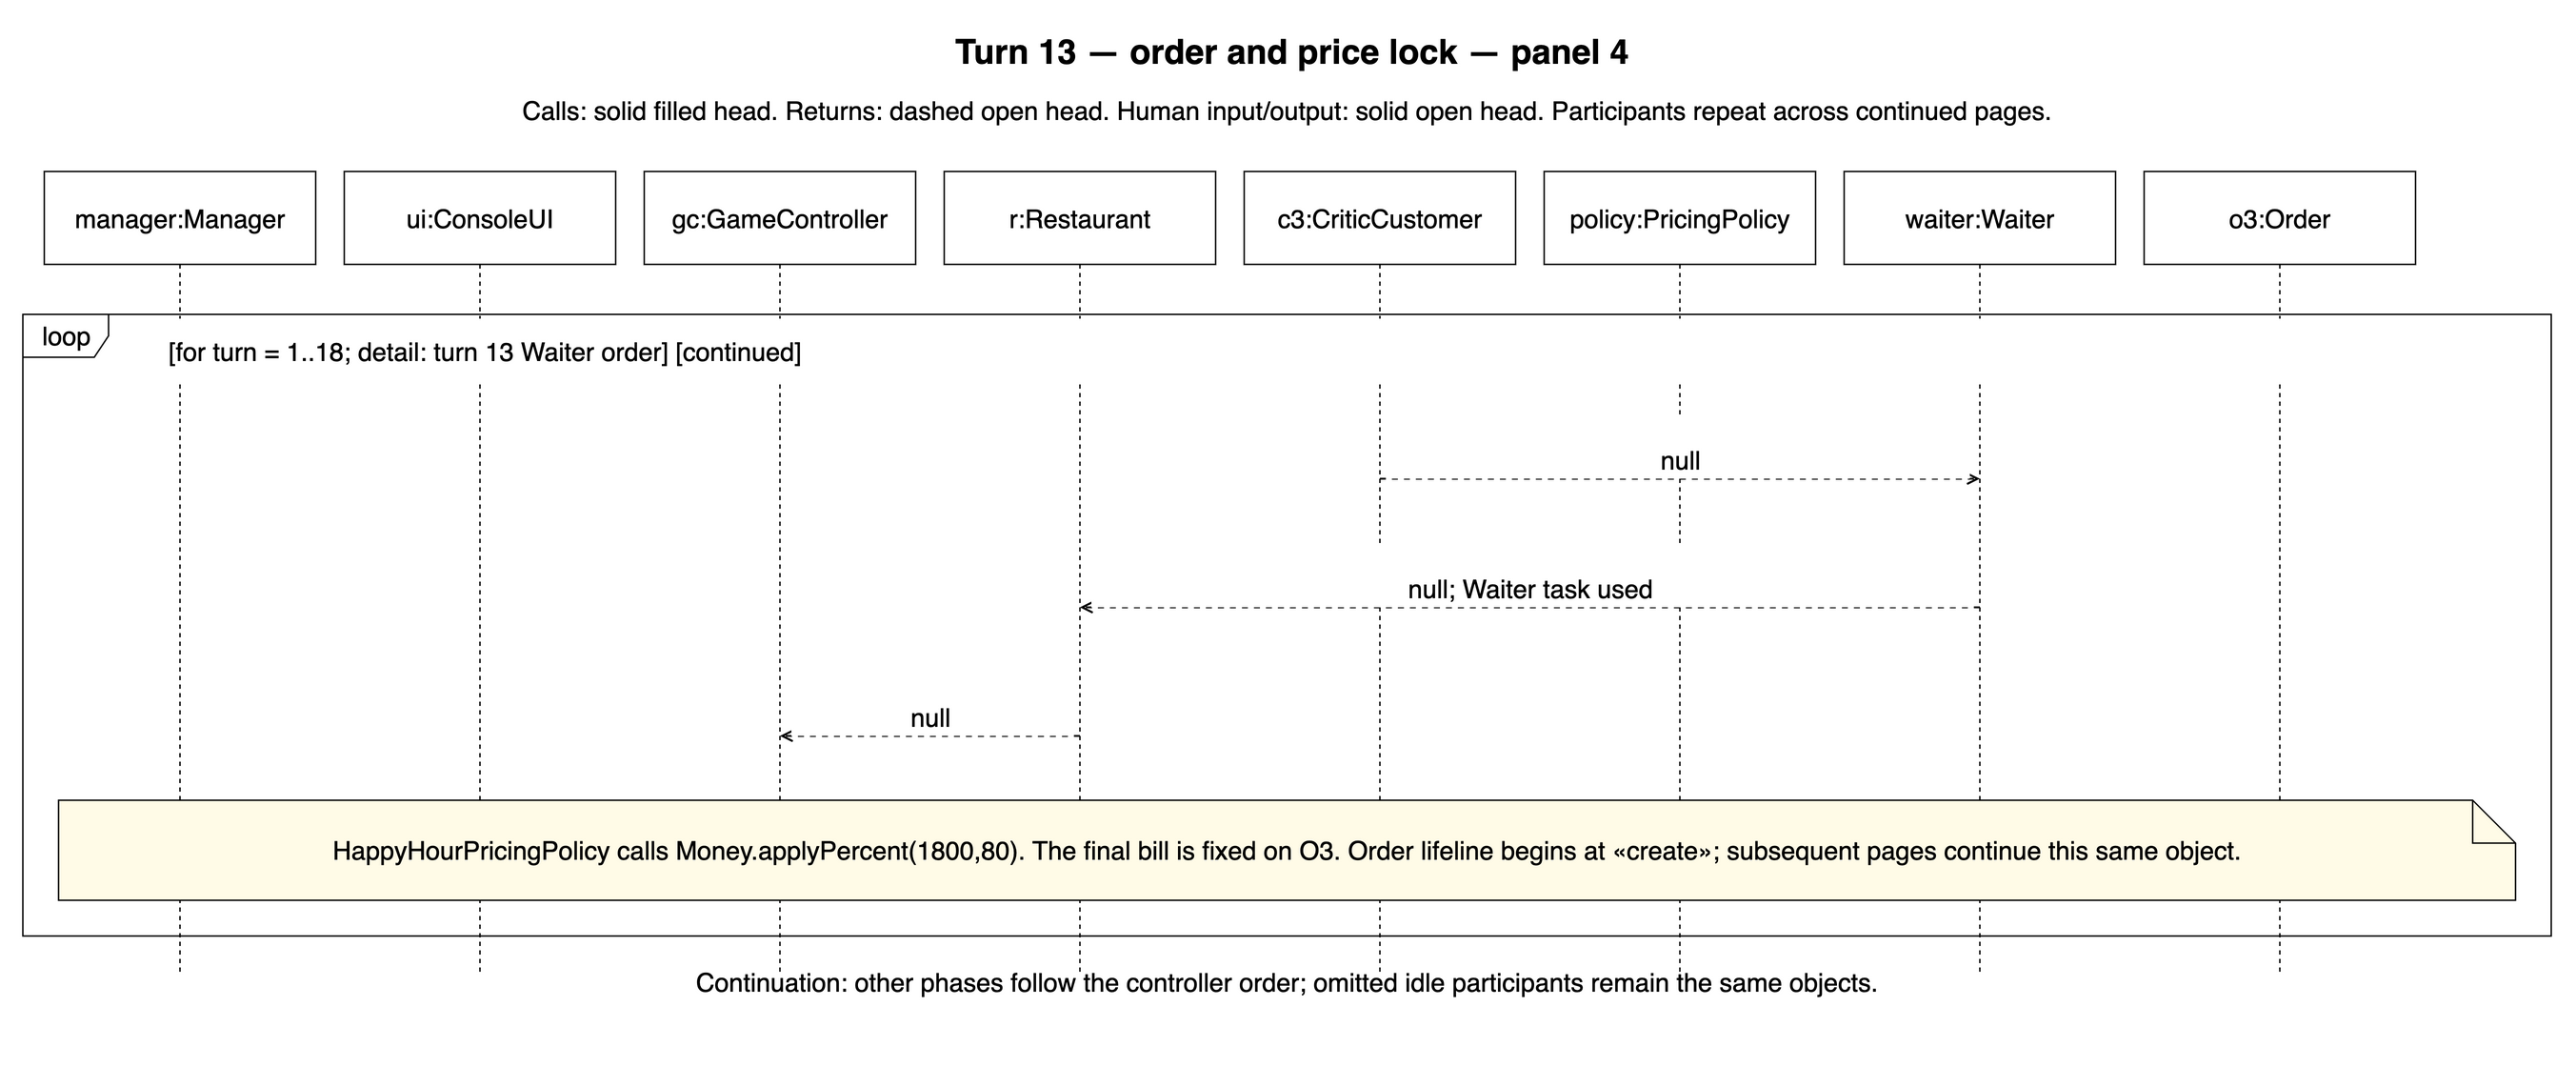 Turn 13 — order and price lock — panel 4
Calls: solid filled head. Returns: dashed open head. Human input/output: solid open head. Participants repeat across continued pages.
manager:Manager
ui:ConsoleUI
gc:GameController
r:Restaurant
c3:CriticCustomer
policy:PricingPolicy
waiter:Waiter
o3:Order
loop
[for turn = 1..18; detail: turn 13 Waiter order] [continued]
null
null; Waiter task used
null
HappyHourPricingPolicy calls Money.applyPercent(1800,80). The final bill is fixed on O3. Order lifeline begins at «create»; subsequent pages continue this same object.
Continuation: other phases follow the controller order; omitted idle participants remain the same objects.